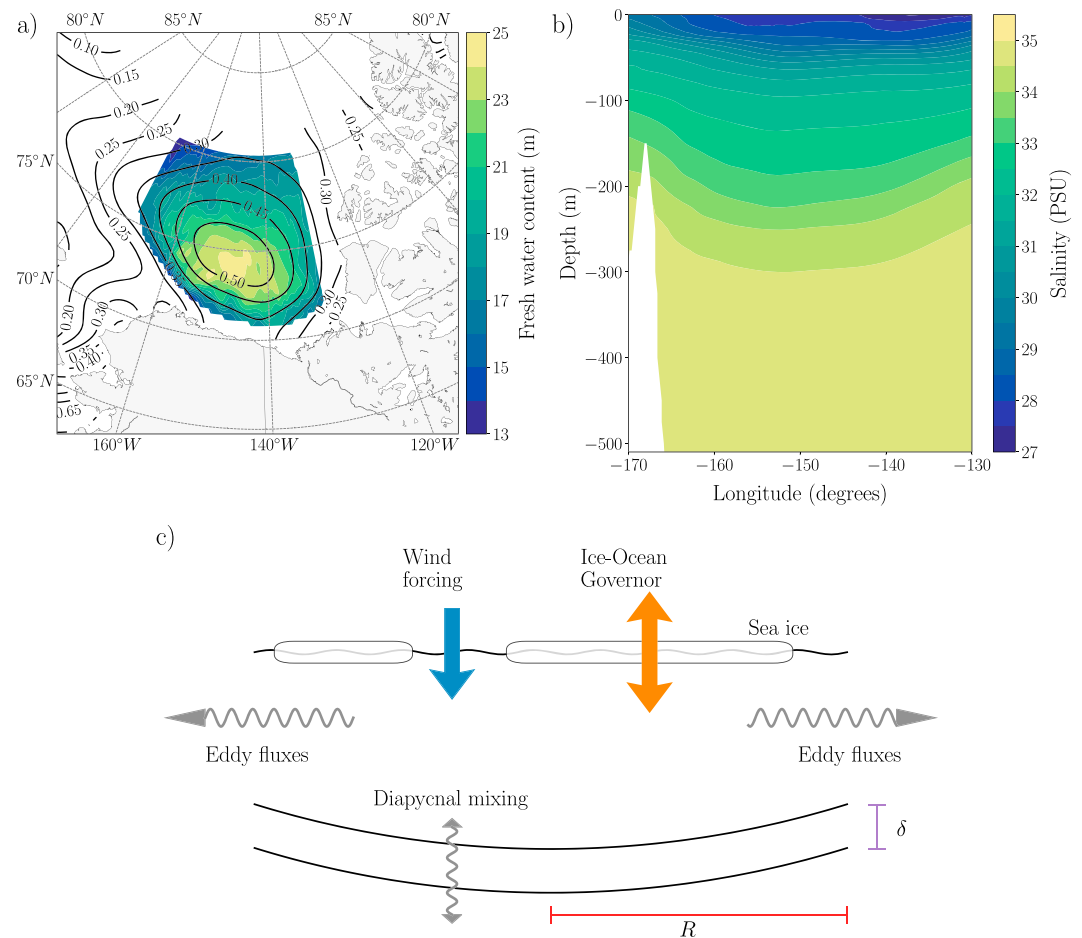 a)
80°N
85°N
85°N
80°N
75°N
70°N
65°N
160°W
140°W
120°W
0.10
0.15
0.20
0.25
0.25
0.30
0.25
0.40
0.30
0.45
0.25
0.50
0.20
0.30
0.30
0.25
0.35
0.40
0.65
25
23
21
19
17
15
13
Fresh water content (m)
b)
0
−100
−200
−300
−400
−500
Depth (m)
−170
−160
−150
−140
−130
Longitude (degrees)
35
34
33
32
31
30
29
28
27
Salinity (PSU)
c)
Wind
forcing
Ice-Ocean
Governor
Sea ice
Eddy fluxes
Eddy fluxes
Diapycnal mixing
δ
R